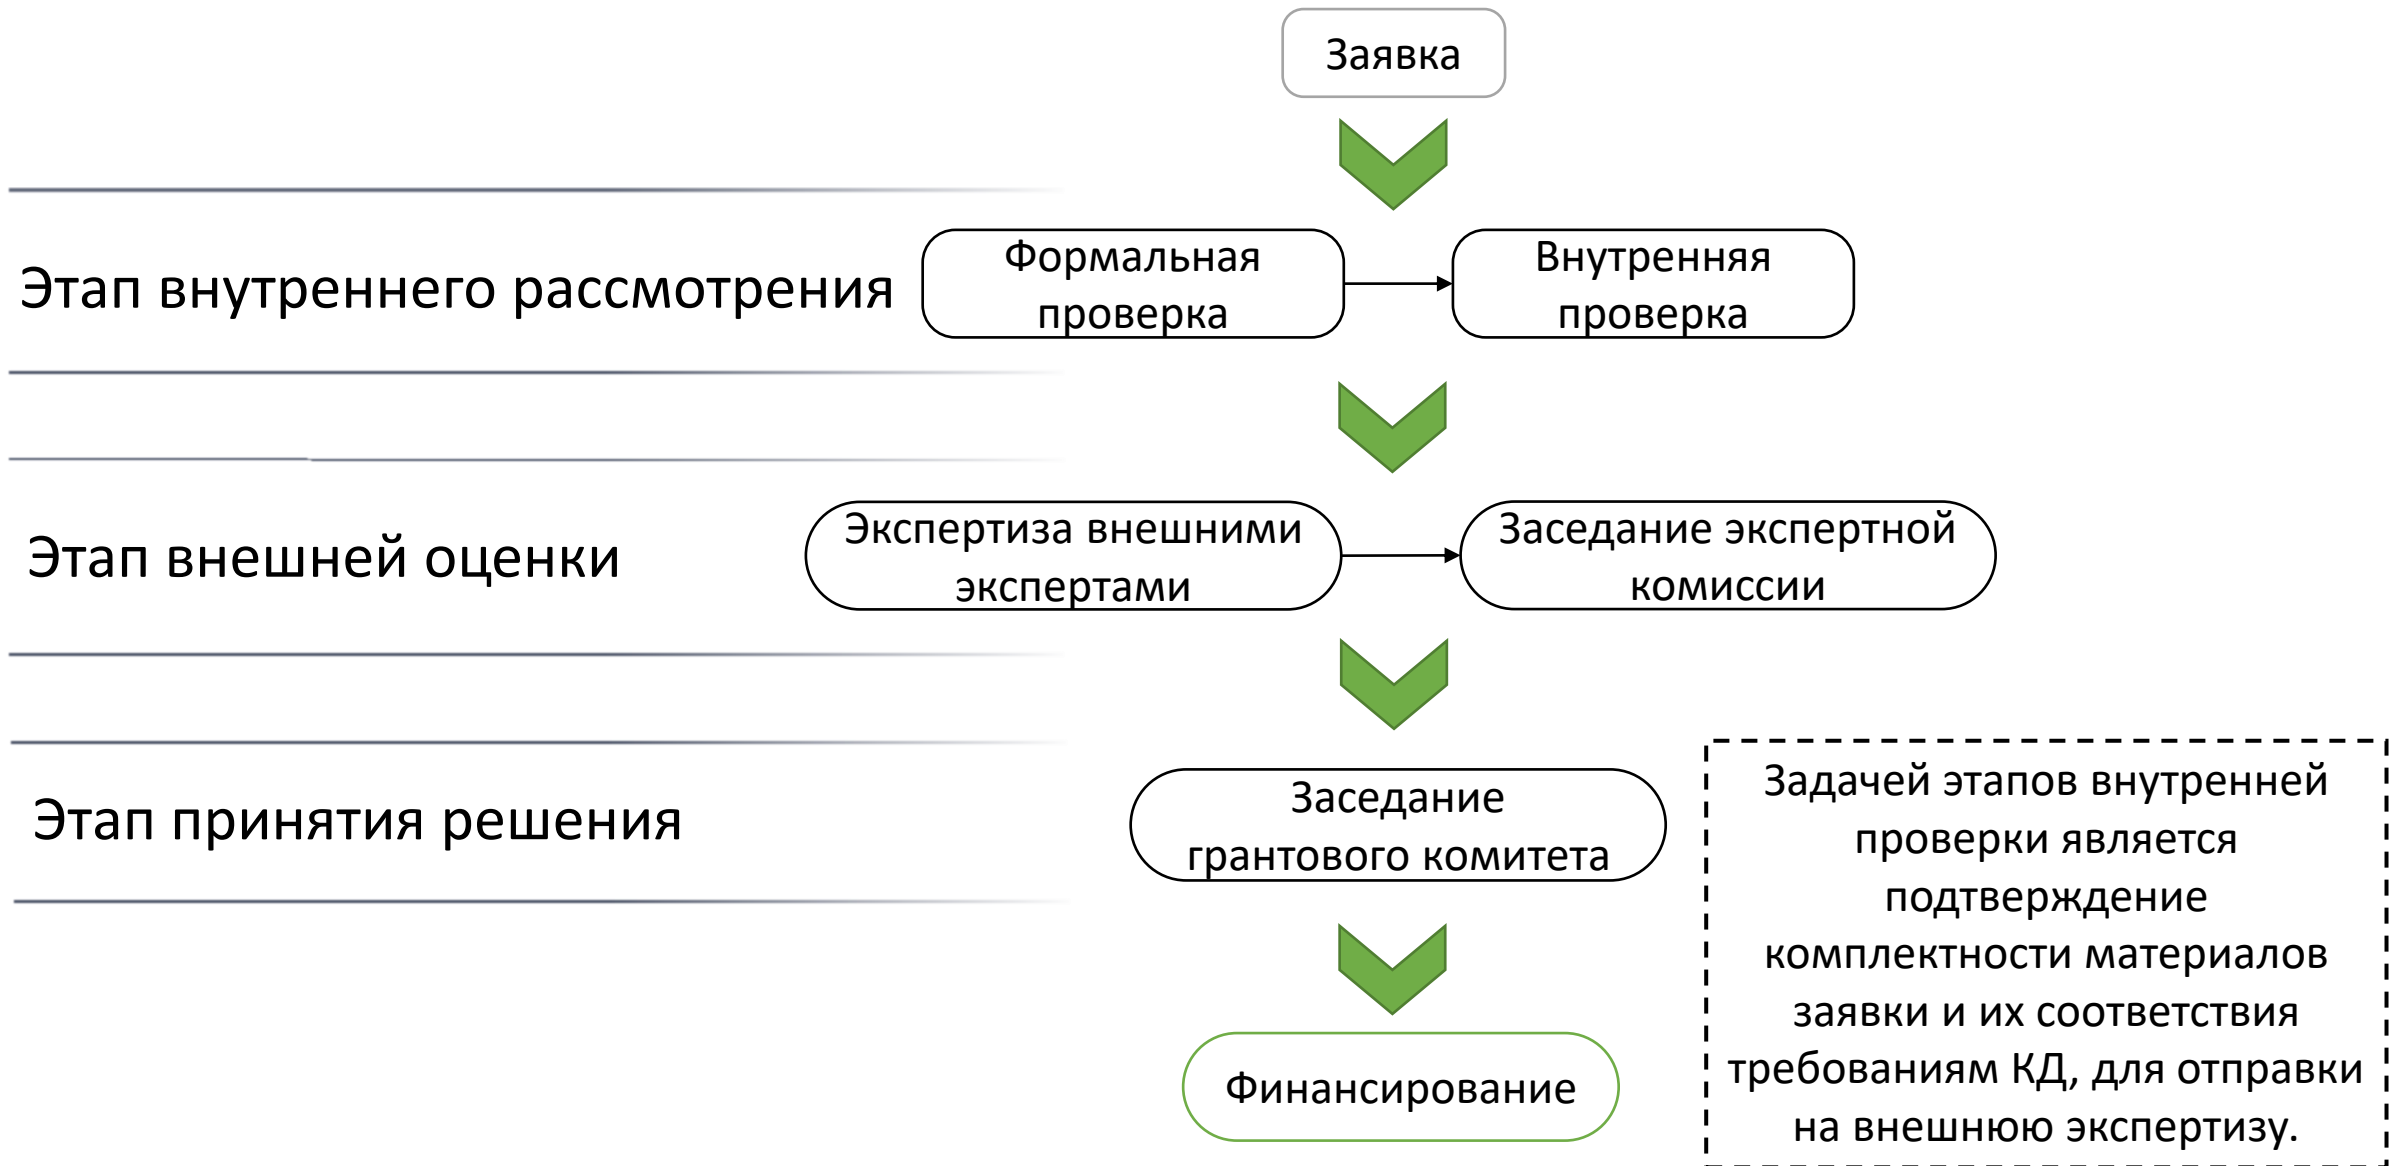 Заявка
Этап внутреннего рассмотрения
Формальная
проверка
Внутренняя
проверка
Этап внешней оценки
Экспертиза внешними
экспертами
Заседание экспертной
комиссии
Этап принятия решения
Заседание
грантового комитета
Финансирование
Задачей этапов внутренней
проверки является
подтверждение
комплектности материалов
заявки и их соответствия
требованиям КД, для отправки
на внешнюю экспертизу.